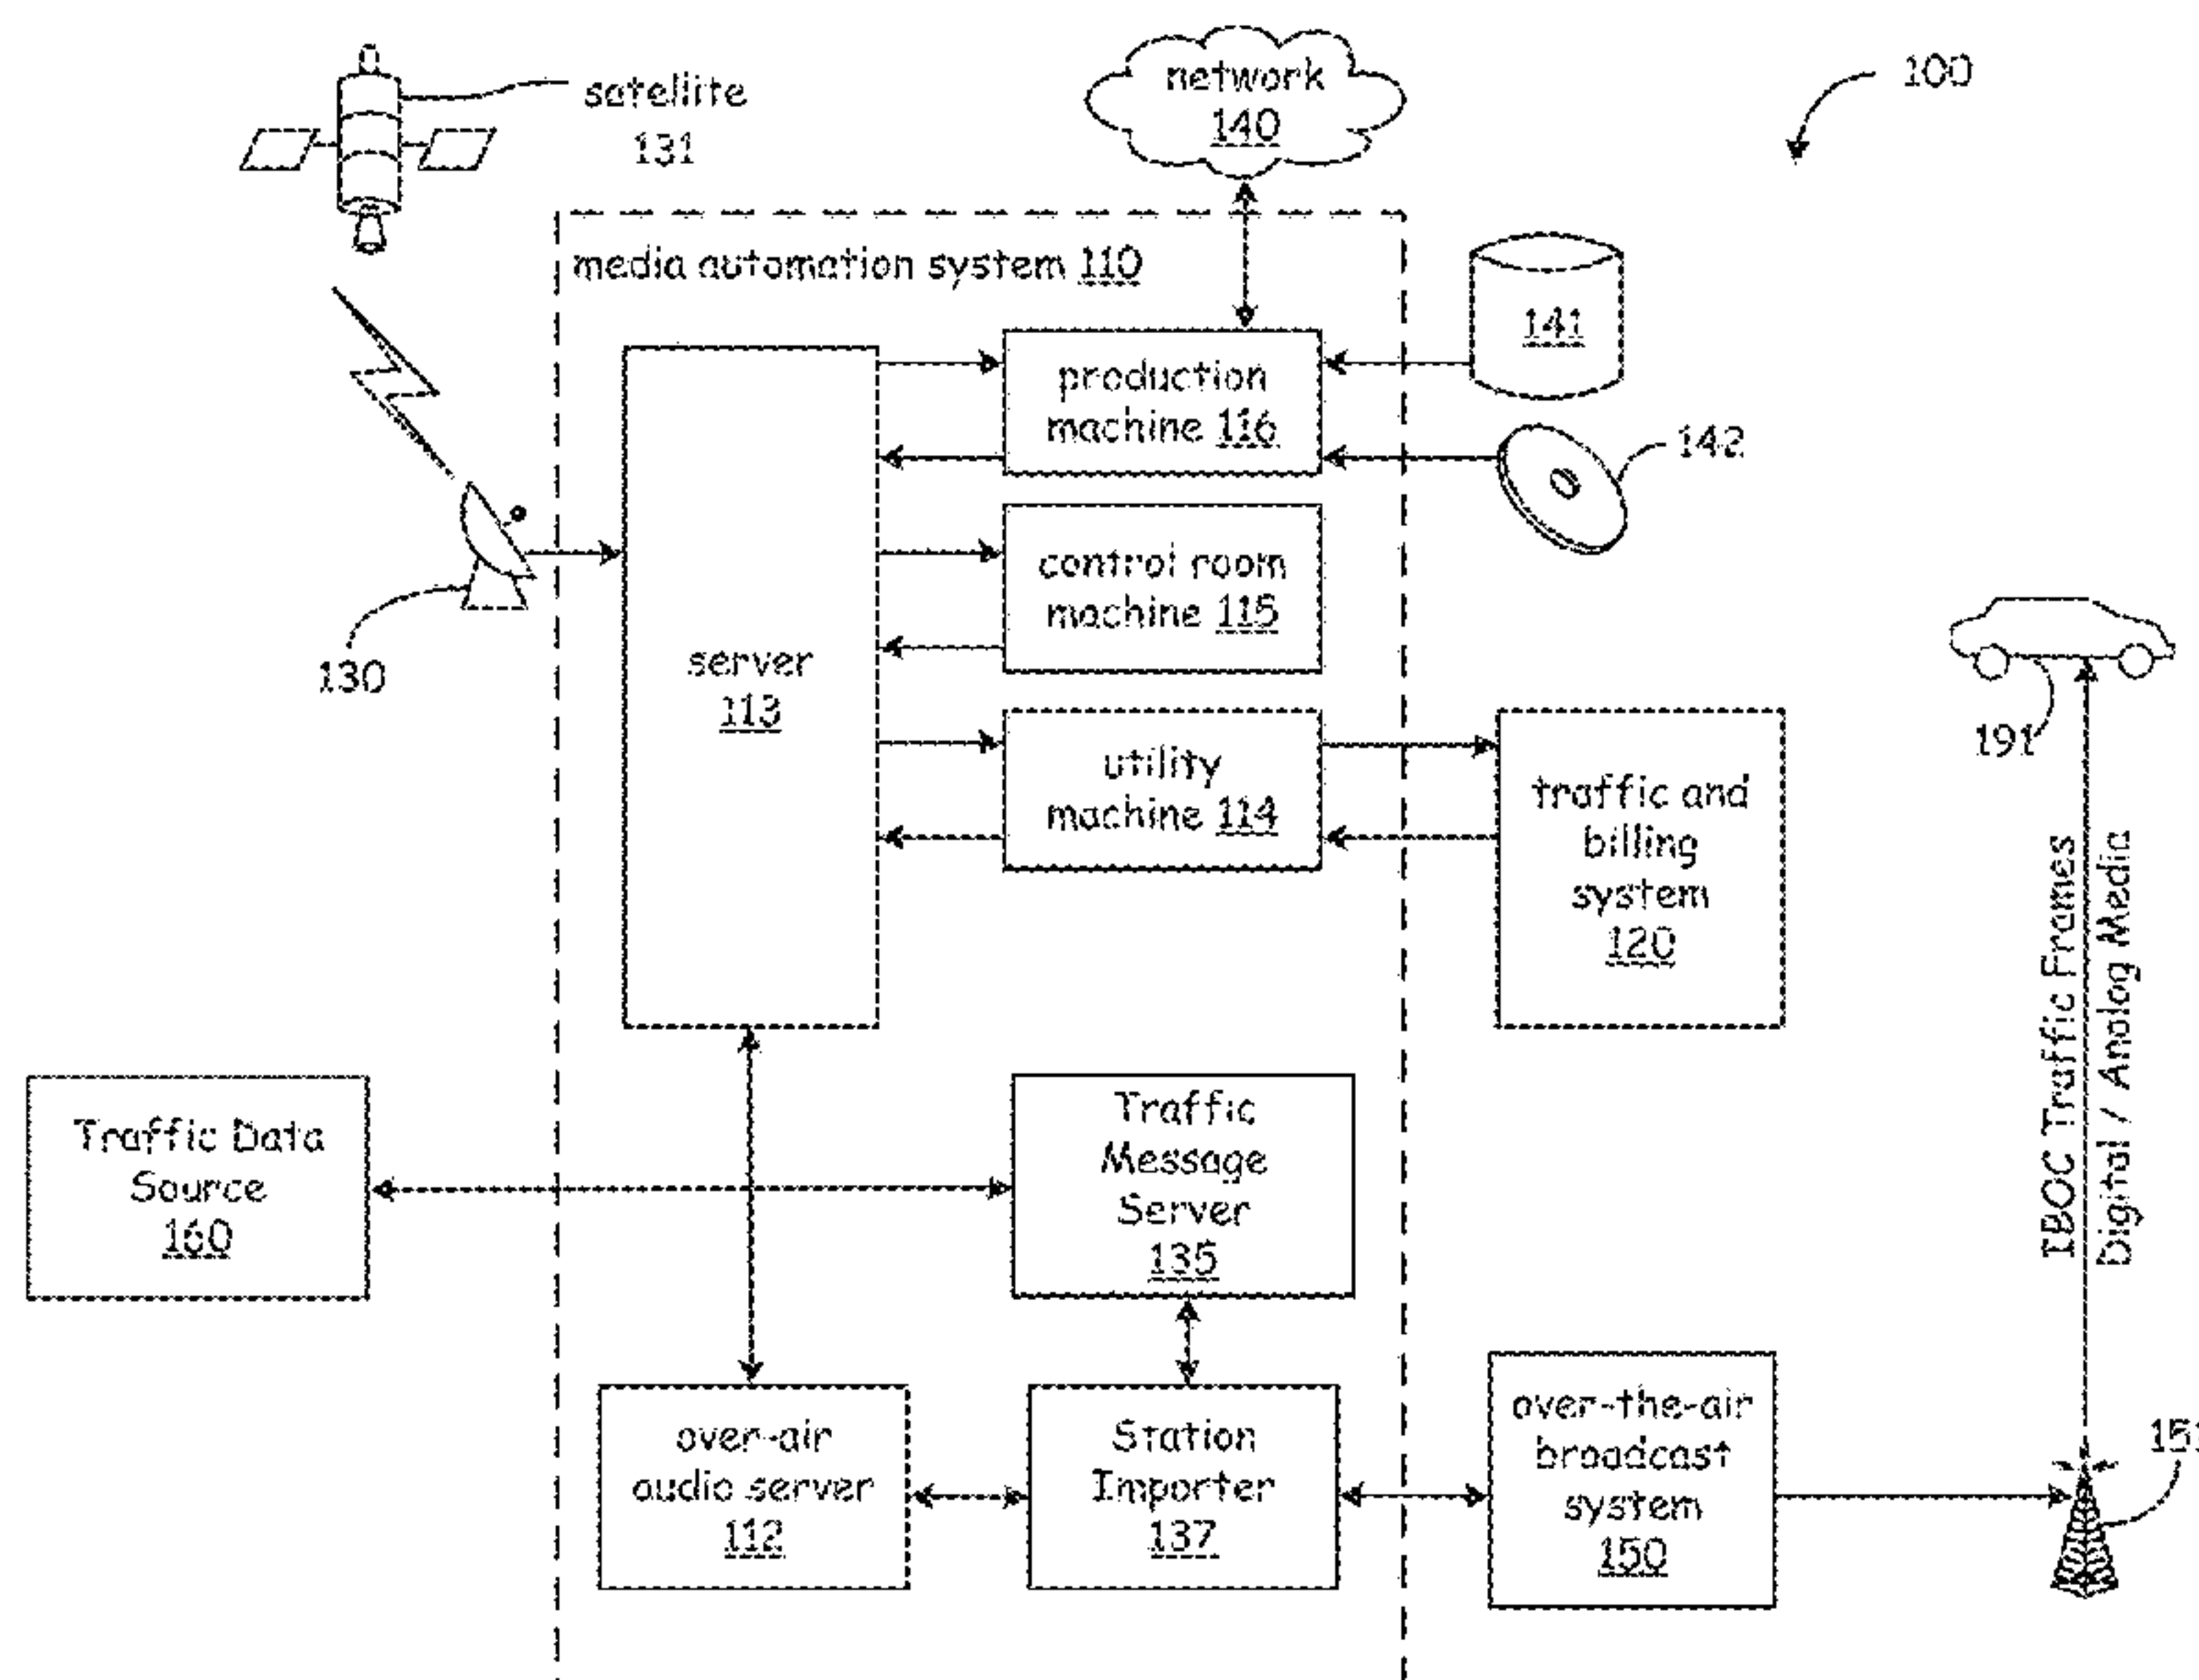 satellite
131
network
140
100
media automation system 110
141
production
machine 116
142
control room
machine 115
130
server
113
191
utility
machine 114
traffic and
billing
system
120
IBOC Traffic Frames
Digital / Analog Media
Traffic Data
Source
160
Traffic
Message
Server
135
over-air
audio server
112
Station
Importer
137
over-the-air
broadcast
system
150
151